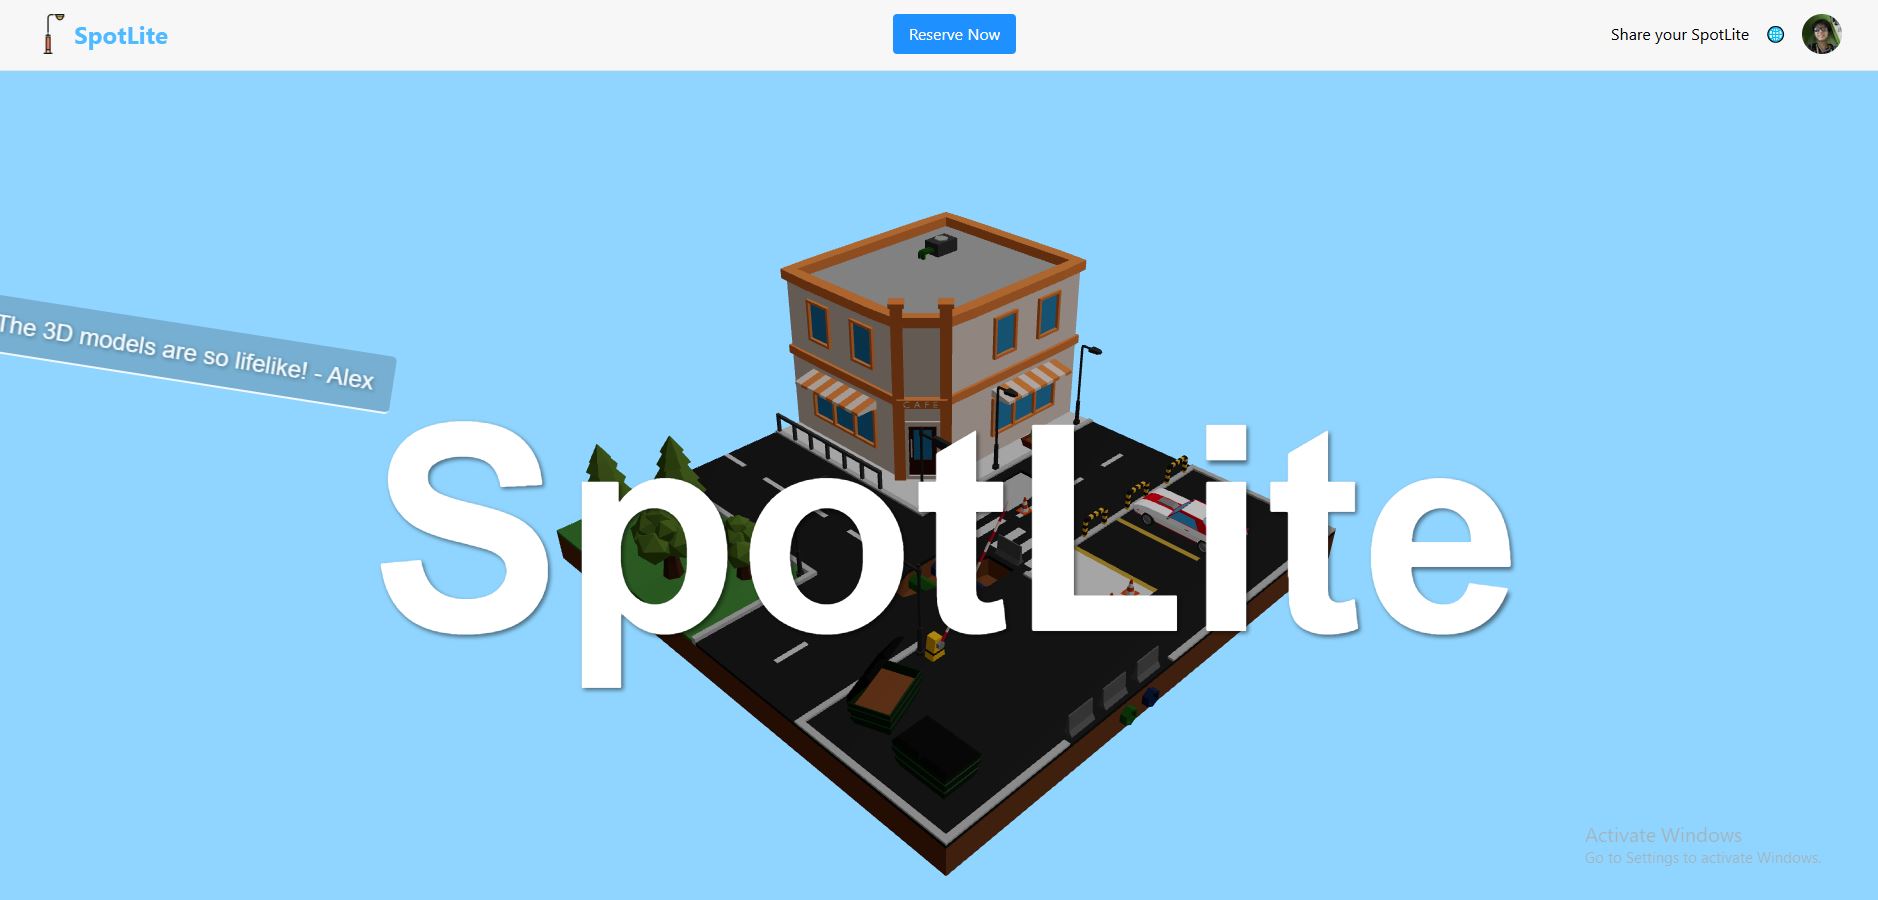 SpotLite
Reserve Now
Share your SpotLite
The 3D models are so lifelike! - Alex
CAFE
SpotLite
Activate Windows
Go to Settings to activate Windows.